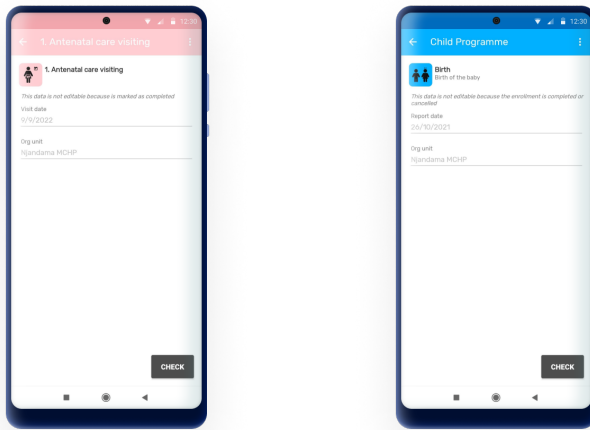 12:30
1. Antenatal care visiting
1. Antenatal care visiting
This data is not editable because is marked as completed
Visit date
9/9/2022
Org unit
Njandama MCHP
CHECK
12:30
Child Programme
Birth
Birth of the baby
This data is not editable because the enrollment is completed or
cancelled
Report date
26/10/2021
Org unit
Njandama MCHP
CHECK